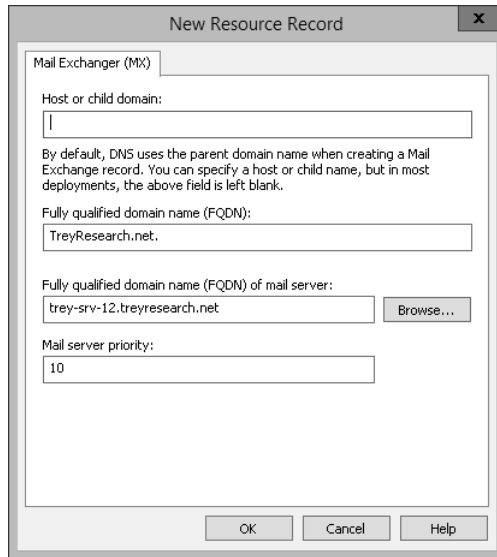 New Resource Record
x
Mail Exchanger (MX)
Host or child domain:
By default, DNS uses the parent domain name when creating a Mail
Exchange record. You can specify a host or child name, but in most
deployments, the above field is left blank.
Fully qualified domain name (FQDN):
TreyResearch.net.
Fully qualified domain name (FQDN) of mail server:
trey-srv-12.treyresearch.net
Browse...
Mail server priority:
10
OK
Cancel
Help